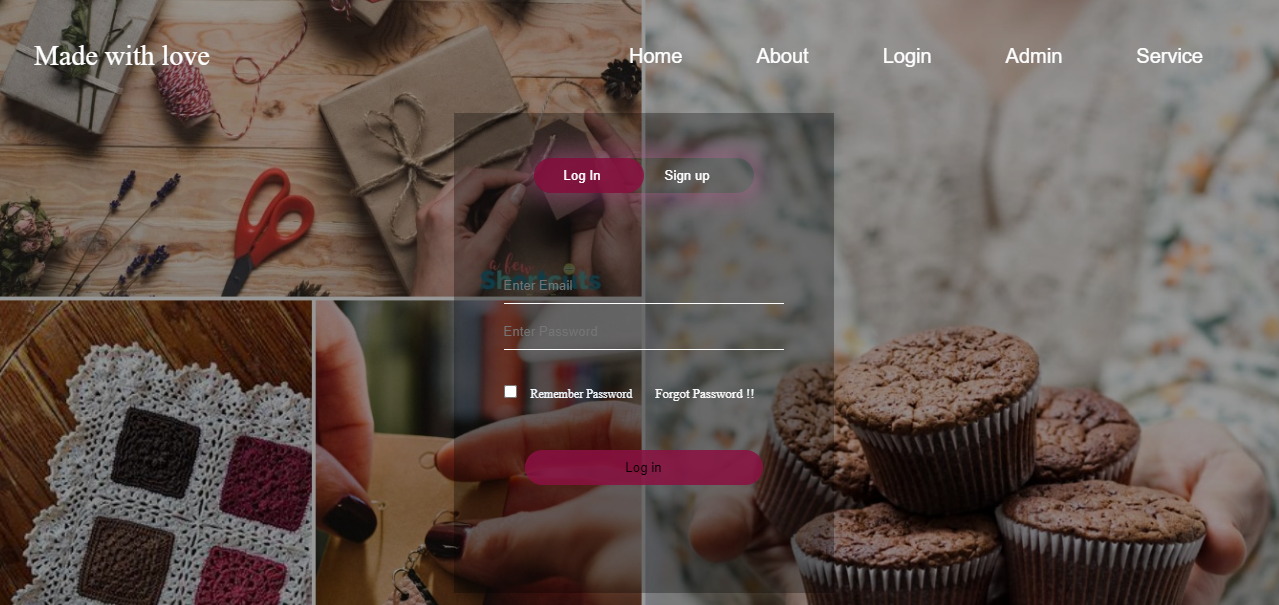 Made with love
Home About Login Admin Service
Log In Sign up
a few
Shortcuts
Enter Email
Enter Password
Remember Password Forgot Password !!
Log in